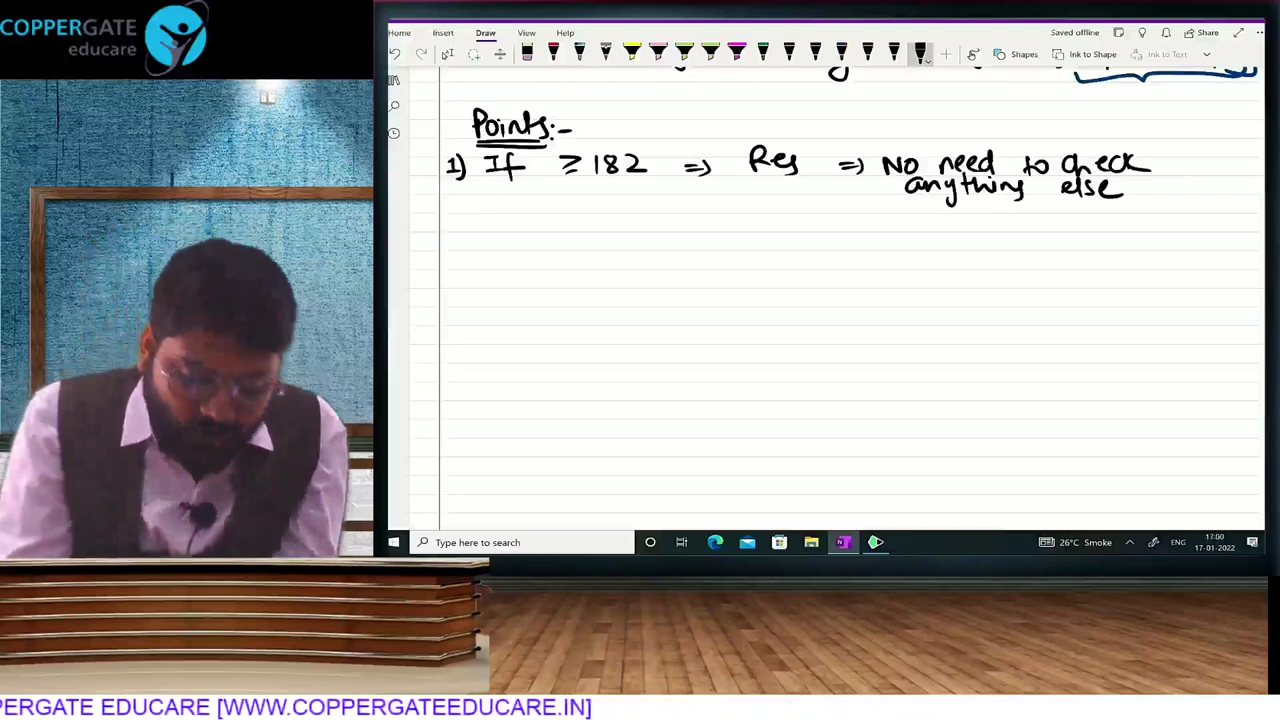 COPPERGATE
educare
Home Insert Draw View Help
Saved offline
Share
Shapes
Ink to Shape
Ink to Text
Points:-
1) If ≥ 182 ⇒ Res ⇒ No need to check
anything else
Type here to search
26°C Smoke
ENG
17:00
17-01-2022
PERGATE EDUCARE [WWW.COPPERGATEEDUCARE.IN]